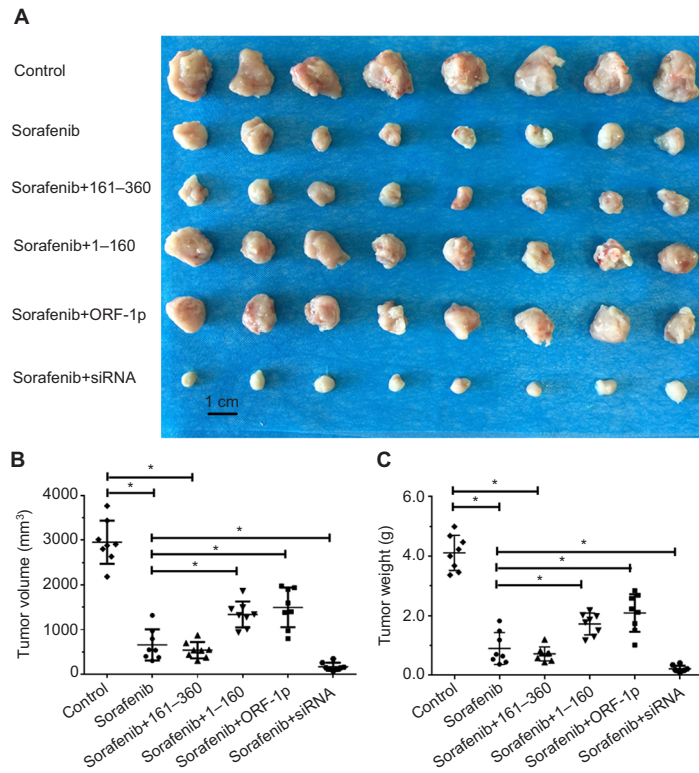 A
Control
Sorafenib
Sorafenib+161–360
Sorafenib+1–160
Sorafenib+ORF-1p
Sorafenib+siRNA
1 cm
B
Tumor volume (mm³)
4000
3000
2000
1000
500
0
* * * * *
Control
Sorafenib
Sorafenib+161–360
Sorafenib+1–160
Sorafenib+ORF-1p
Sorafenib+siRNA
C
Tumor weight (g)
6.0
4.0
2.0
0.0
* * * * *
Control
Sorafenib
Sorafenib+161–360
Sorafenib+1–160
Sorafenib+ORF-1p
Sorafenib+siRNA